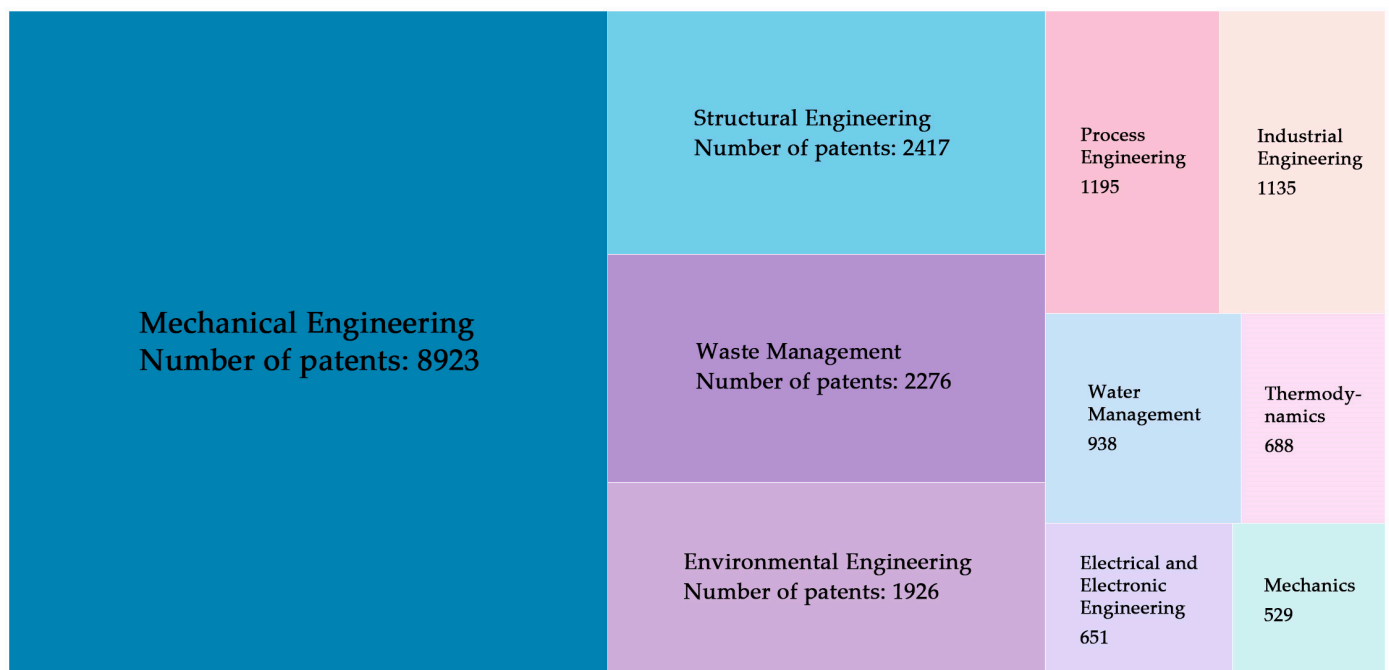 Mechanical Engineering
Number of patents: 8923
Structural Engineering
Number of patents: 2417
Waste Management
Number of patents: 2276
Environmental Engineering
Number of patents: 1926
Process
Engineering
1195
Industrial
Engineering
1135
Water
Management
938
Thermody-
namics
688
Electrical and
Electronic
Engineering
651
Mechanics
529